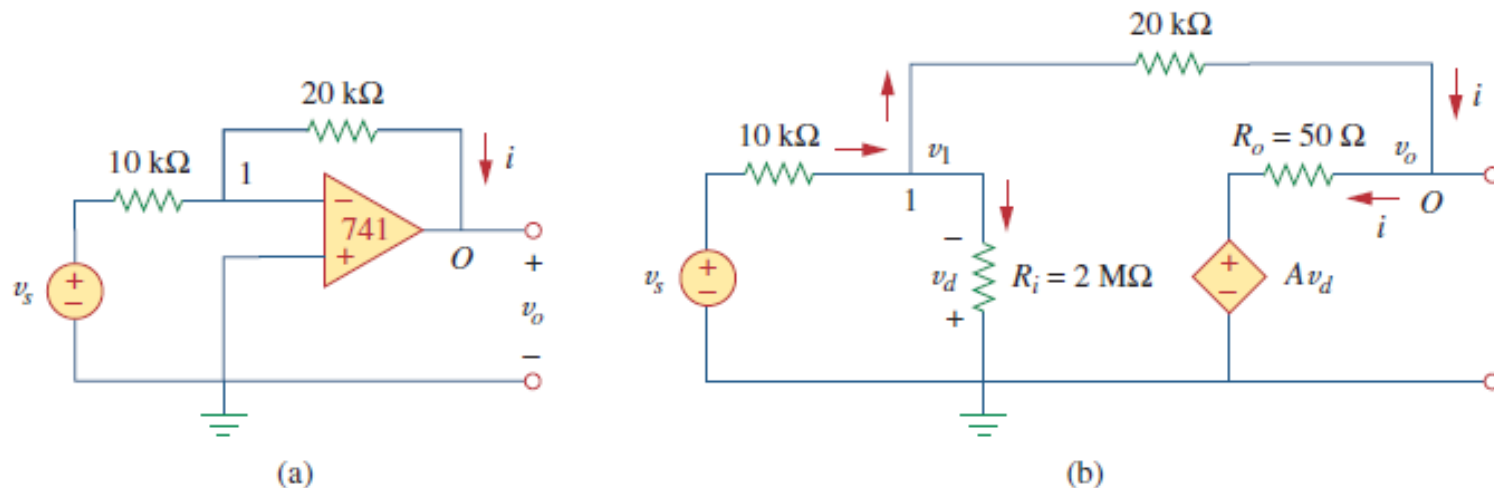 20 kΩ
10 kΩ
1
i
741
−
+
O
v_s
+
−
+
v_o
−
(a)
20 kΩ
i
10 kΩ
v_1
R_o = 50 Ω
v_o
1
O
i
v_s
+
−
−
v_d
+
R_i = 2 MΩ
+
−
Av_d
(b)